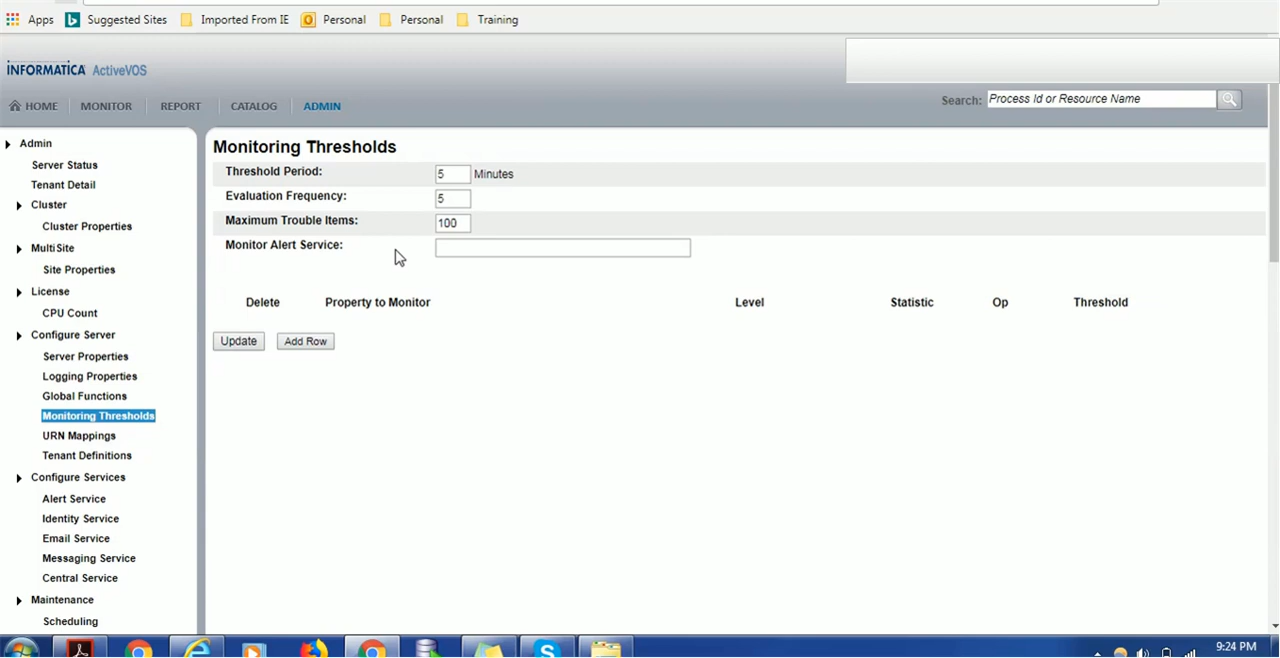 Apps Suggested Sites Imported From IE Personal Personal Training
INFORMATICA ActiveVOS
HOME MONITOR REPORT CATALOG ADMIN Search: Process Id or Resource Name
Admin
Server Status
Tenant Detail
Cluster
Cluster Properties
MultiSite
Site Properties
License
CPU Count
Configure Server
Server Properties
Logging Properties
Global Functions
Monitoring Thresholds
URN Mappings
Tenant Definitions
Configure Services
Alert Service
Identity Service
Email Service
Messaging Service
Central Service
Maintenance
Scheduling
Monitoring Thresholds
Threshold Period: 5 Minutes
Evaluation Frequency: 5
Maximum Trouble Items: 100
Monitor Alert Service:
Delete Property to Monitor Level Statistic Op Threshold
Update Add Row
9:24 PM